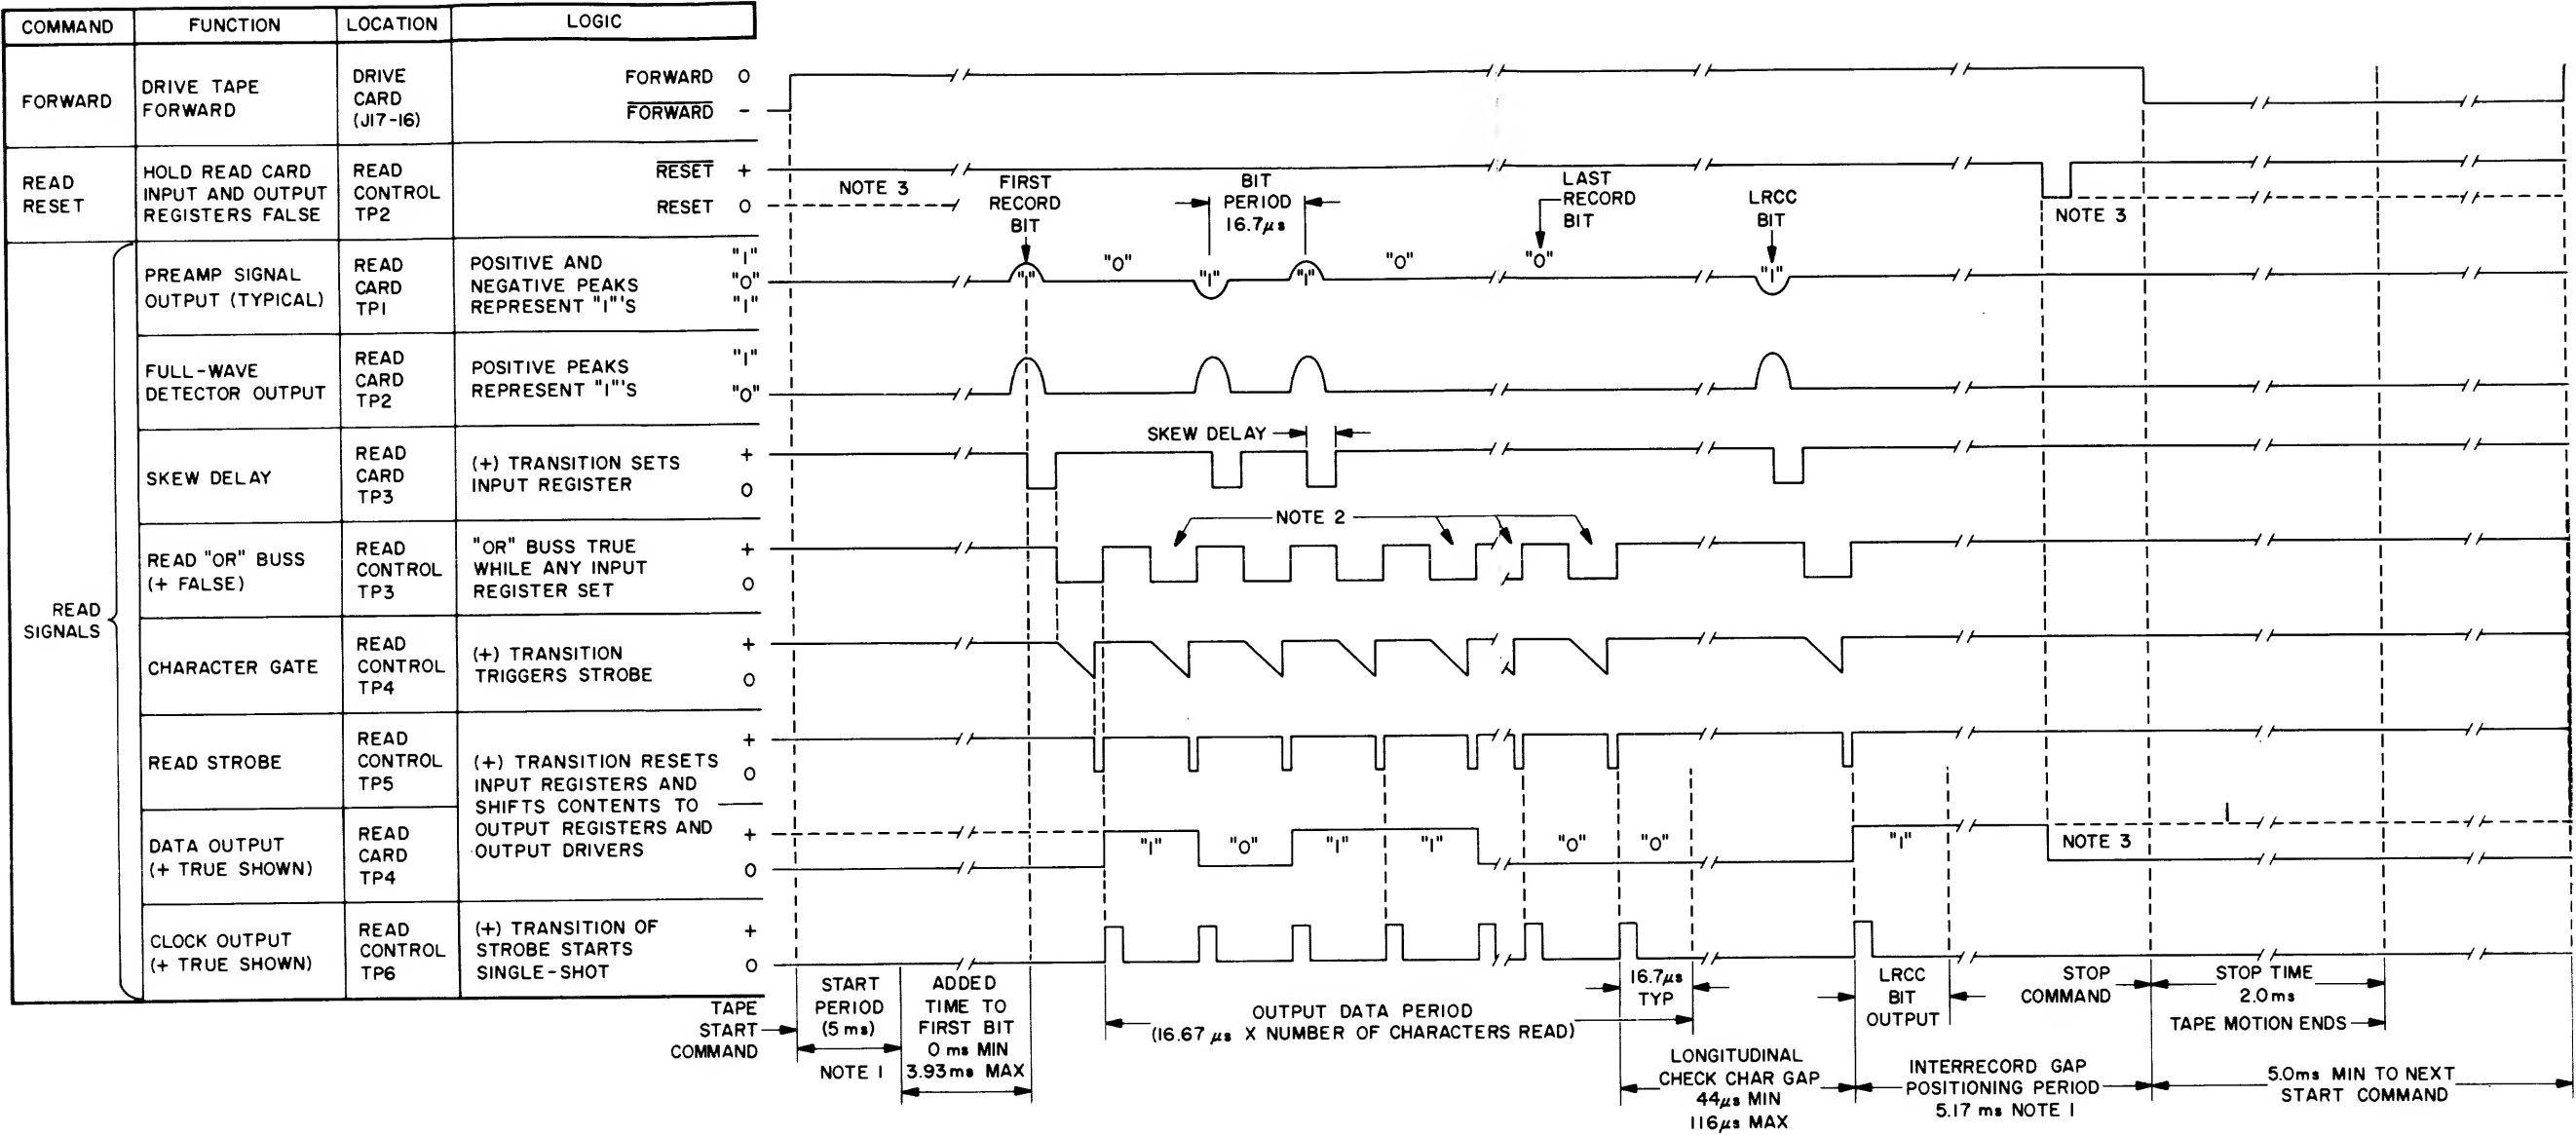 COMMAND FUNCTION LOCATION LOGIC
FORWARD
DRIVE TAPE
FORWARD
DRIVE
CARD
(J17-16)
FORWARD 0
FORWARD -
READ
RESET
HOLD READ CARD
INPUT AND OUTPUT
REGISTERS FALSE
READ
CONTROL
TP2
RESET +
RESET 0
NOTE 3
FIRST
RECORD
BIT
BIT
PERIOD
16.7μs
LAST
RECORD
BIT
LRCC
BIT
NOTE 3
READ
SIGNALS
PREAMP SIGNAL
OUTPUT (TYPICAL)
READ
CARD
TP1
POSITIVE AND
NEGATIVE PEAKS
REPRESENT "1"'S
"1"
"0"
"1"
"1" "0" "1" "1" "0" "0" "1"
FULL-WAVE
DETECTOR OUTPUT
READ
CARD
TP2
POSITIVE PEAKS
REPRESENT "1"'S
"1"
"0"
SKEW DELAY
READ
CARD
TP3
(+) TRANSITION SETS
INPUT REGISTER
+
0
SKEW DELAY
READ "OR" BUSS
(+ FALSE)
READ
CONTROL
TP3
"OR" BUSS TRUE
WHILE ANY INPUT
REGISTER SET
+
0
NOTE 2
CHARACTER GATE
READ
CONTROL
TP4
(+) TRANSITION
TRIGGERS STROBE
+
0
READ STROBE
READ
CONTROL
TP5
(+) TRANSITION RESETS
INPUT REGISTERS AND
SHIFTS CONTENTS TO
OUTPUT REGISTERS AND
OUTPUT DRIVERS
+
0
DATA OUTPUT
(+ TRUE SHOWN)
READ
CARD
TP4
+
0
"1" "0" "1" "1" "0" "0" "1"
NOTE 3
CLOCK OUTPUT
(+ TRUE SHOWN)
READ
CONTROL
TP6
(+) TRANSITION OF
STROBE STARTS
SINGLE-SHOT
+
0
TAPE
START
COMMAND
START
PERIOD
(5 ms)
NOTE 1
ADDED
TIME TO
FIRST BIT
0 ms MIN
3.93ms MAX
OUTPUT DATA PERIOD
(16.67 μs X NUMBER OF CHARACTERS READ)
16.7μs
TYP
LONGITUDINAL
CHECK CHAR GAP
44μs MIN
116μs MAX
LRCC
BIT
OUTPUT
INTERRECORD GAP
POSITIONING PERIOD
5.17 ms NOTE 1
STOP
COMMAND
STOP TIME
2.0ms
TAPE MOTION ENDS
5.0ms MIN TO NEXT
START COMMAND